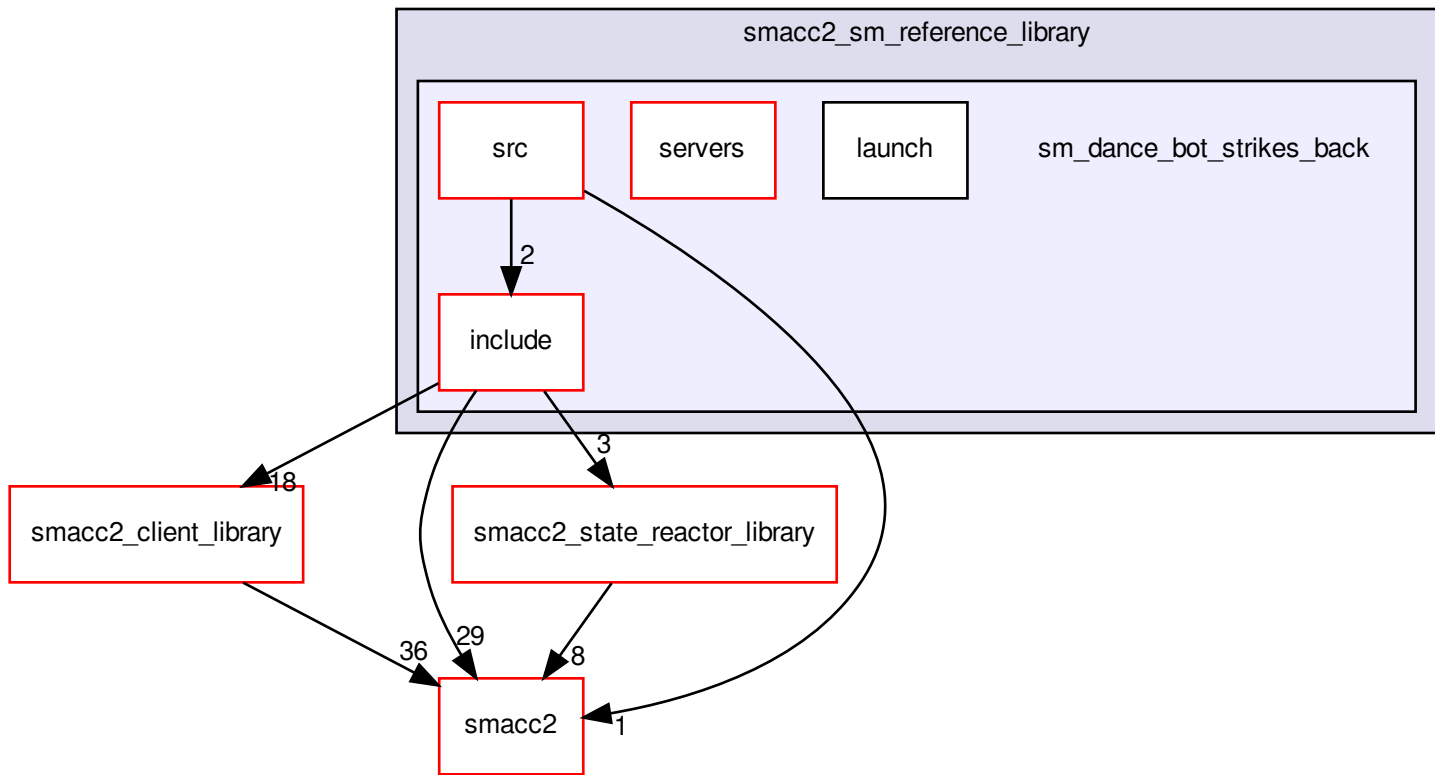 smacc2_sm_reference_library
src
servers
launch
sm_dance_bot_strikes_back
2
include
3
18
smacc2_client_library
smacc2_state_reactor_library
36
29
8
smacc2
1